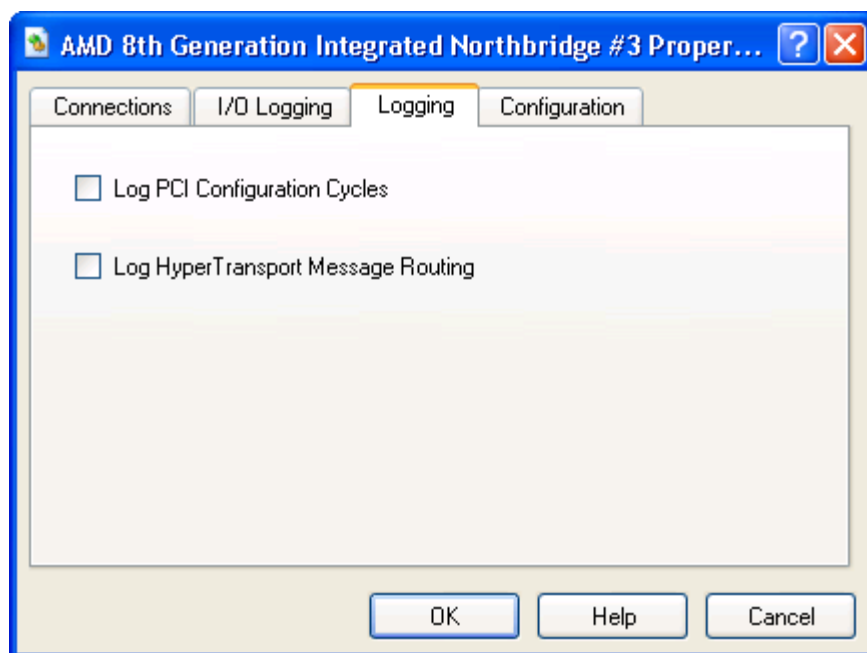 AMD 8th Generation Integrated Northbridge #3 Proper...
Connections I/O Logging Logging Configuration
Log PCI Configuration Cycles
Log HyperTransport Message Routing
OK Help Cancel